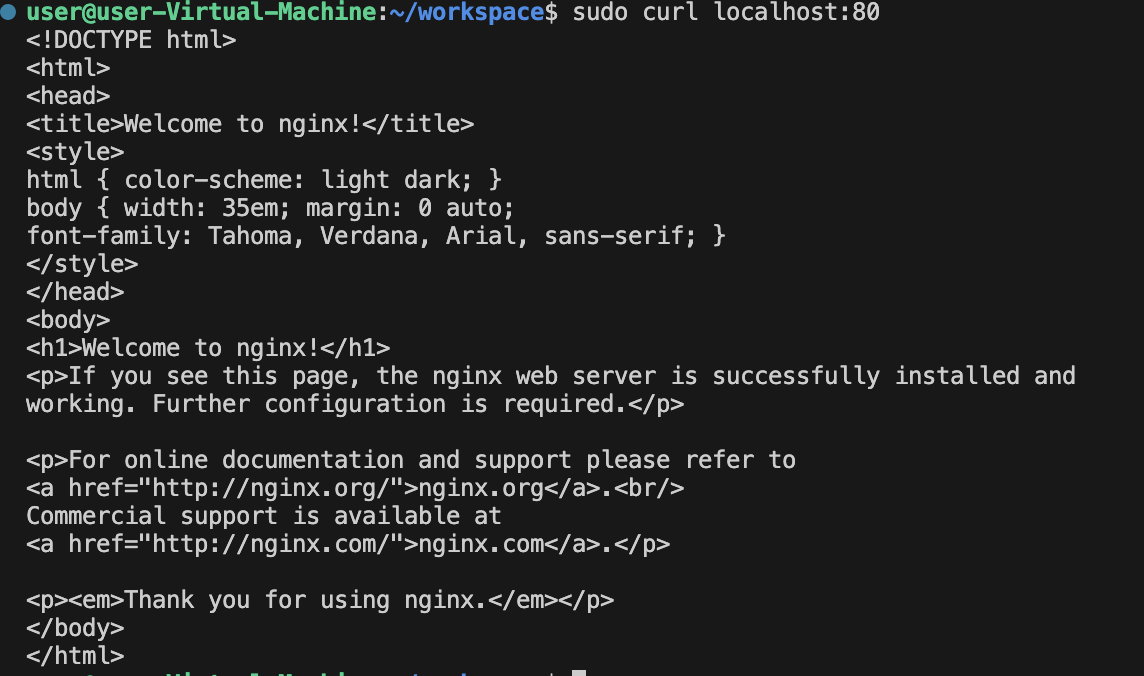 user@user-Virtual-Machine:~/workspace$ sudo curl localhost:80
<!DOCTYPE html>
<html>
<head>
<title>Welcome to nginx!</title>
<style>
html { color-scheme: light dark; }
body { width: 35em; margin: 0 auto;
font-family: Tahoma, Verdana, Arial, sans-serif; }
</style>
</head>
<body>
<h1>Welcome to nginx!</h1>
<p>If you see this page, the nginx web server is successfully installed and
working. Further configuration is required.</p>

<p>For online documentation and support please refer to
<a href="http://nginx.org/">nginx.org</a>.<br/>
Commercial support is available at
<a href="http://nginx.com/">nginx.com</a>.</p>

<p><em>Thank you for using nginx.</em></p>
</body>
</html>